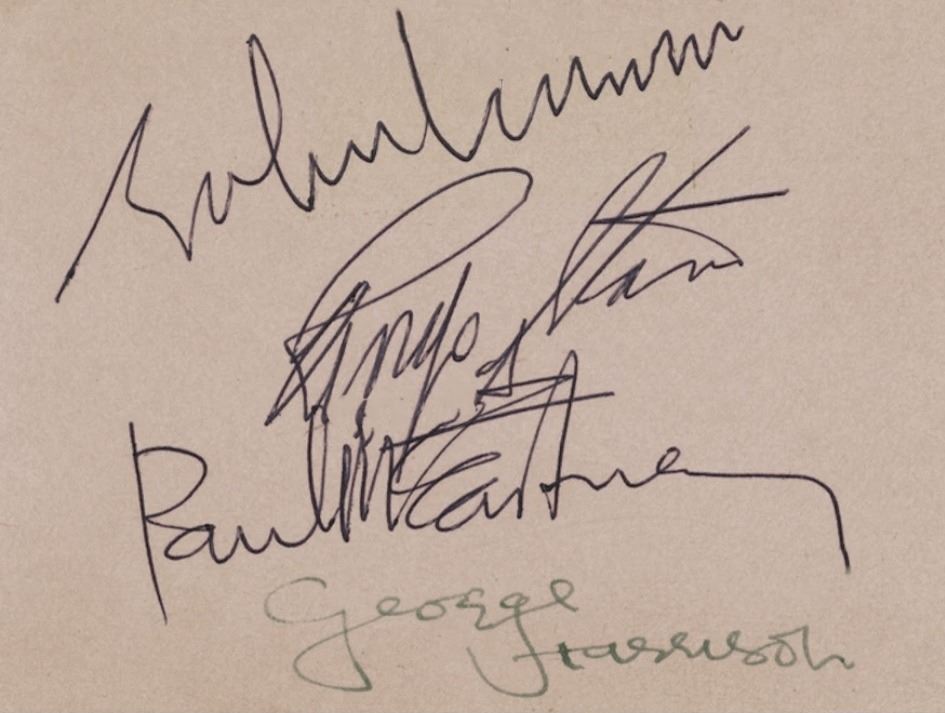 John Lennon
Ringo Starr
Paul McCartney
George Harrison